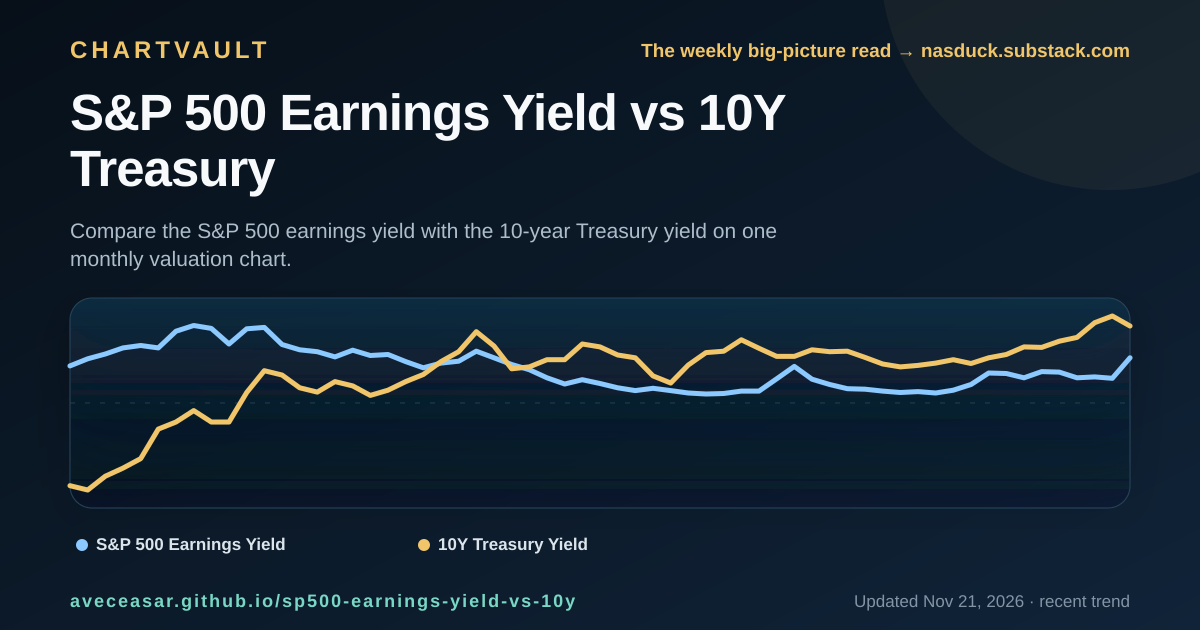 CHARTVAULT
The weekly big-picture read → nasduck.substack.com
S&P 500 Earnings Yield vs 10Y
Treasury
Compare the S&P 500 earnings yield with the 10-year Treasury yield on one
monthly valuation chart.
S&P 500 Earnings Yield
10Y Treasury Yield
aveceasar.github.io/sp500-earnings-yield-vs-10y
Updated Nov 21, 2026 · recent trend